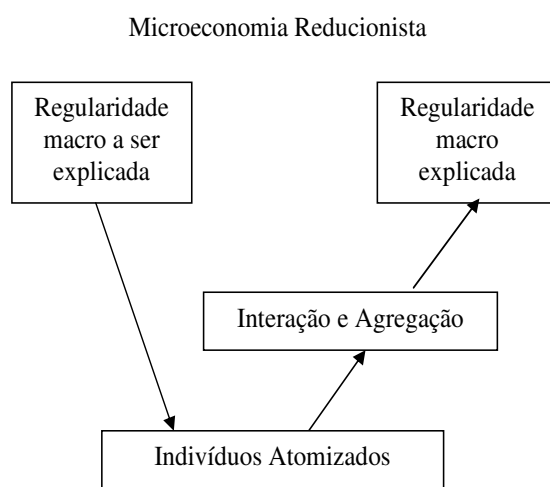 Microeconomia Reducionista
Regularidade
macro a ser
explicada
Regularidade
macro
explicada
Interação e Agregação
Indivíduos Atomizados